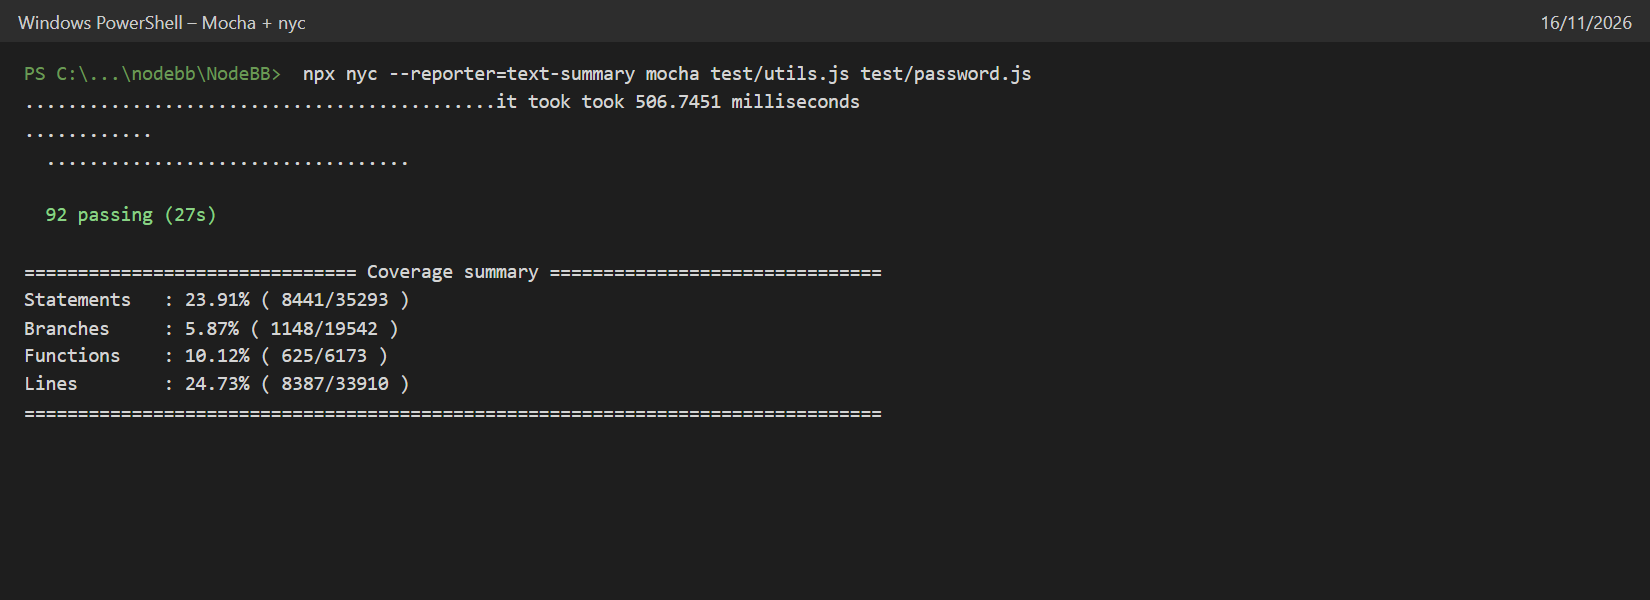 Windows PowerShell – Mocha + nyc 16/11/2026
PS C:\...\nodebb\NodeBB> npx nyc --reporter=text-summary mocha test/utils.js test/password.js
............................................it took took 506.7451 milliseconds
............
..................................
92 passing (27s)
=============================== Coverage summary ===============================
Statements : 23.91% ( 8441/35293 )
Branches : 5.87% ( 1148/19542 )
Functions : 10.12% ( 625/6173 )
Lines : 24.73% ( 8387/33910 )
================================================================================